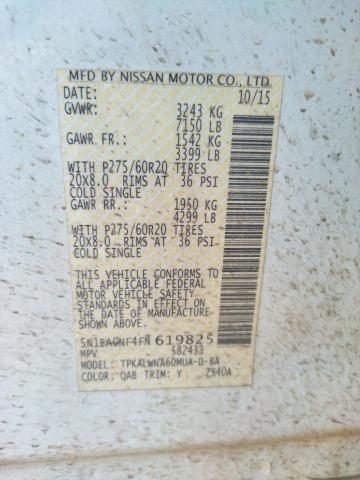 MFD BY NISSAN MOTOR CO., LTD.
DATE: 10/15
GVWR: 3243 KG
7150 LB
GAWR FR.: 1542 KG
3399 LB
WITH P275/60R20 TIRES
20X8.0 RIMS AT 36 PSI
COLD SINGLE
GAWR RR.: 1950 KG
4299 LB
WITH P275/60R20 TIRES
20X8.0 RIMS AT 36 PSI
COLD SINGLE
THIS VEHICLE CONFORMS TO
ALL APPLICABLE FEDERAL
MOTOR VEHICLE SAFETY
STANDARDS IN EFFECT ON
THE DATE OF MANUFACTURE
SHOWN ABOVE.
5N1BA0NF4FN 619825
MPV 582433
MODEL: TPKALWNA60MUA-D-BA
COLOR: QAB TRIM: Y Z940A